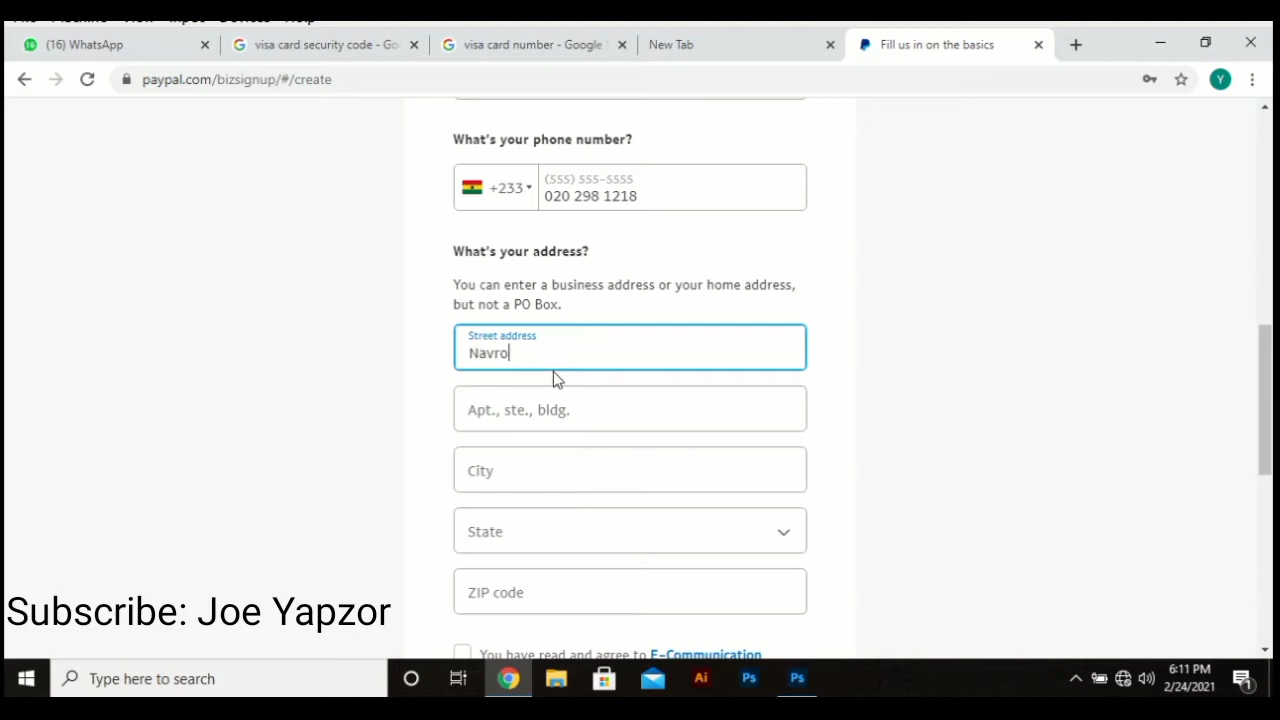 (16) WhatsApp
visa card security code - Go
visa card number - Google
New Tab
Fill us in on the basics
paypal.com/bizsignup/#/create
Y
What's your phone number?
+233
(555) 555-5555
020 298 1218
What's your address?
You can enter a business address or your home address,
but not a PO Box.
Street address
Navro
Apt., ste., bldg.
City
State
ZIP code
Subscribe: Joe Yapzor
You have read and agree to E-Communication
Type here to search
Ai
Ps
Ps
6:11 PM
2/24/2021
1